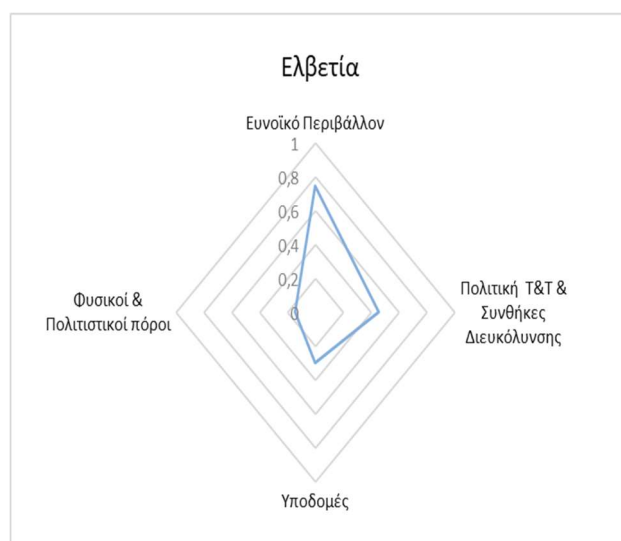 Ελβετία
Ευνοϊκό Περιβάλλον
1
0,8
0,6
0,4
0,2
0
Φυσικοί &
Πολιτιστικοί πόροι
Πολιτική Τ&Τ &
Συνθήκες
Διευκόλυνσης
Υποδομές